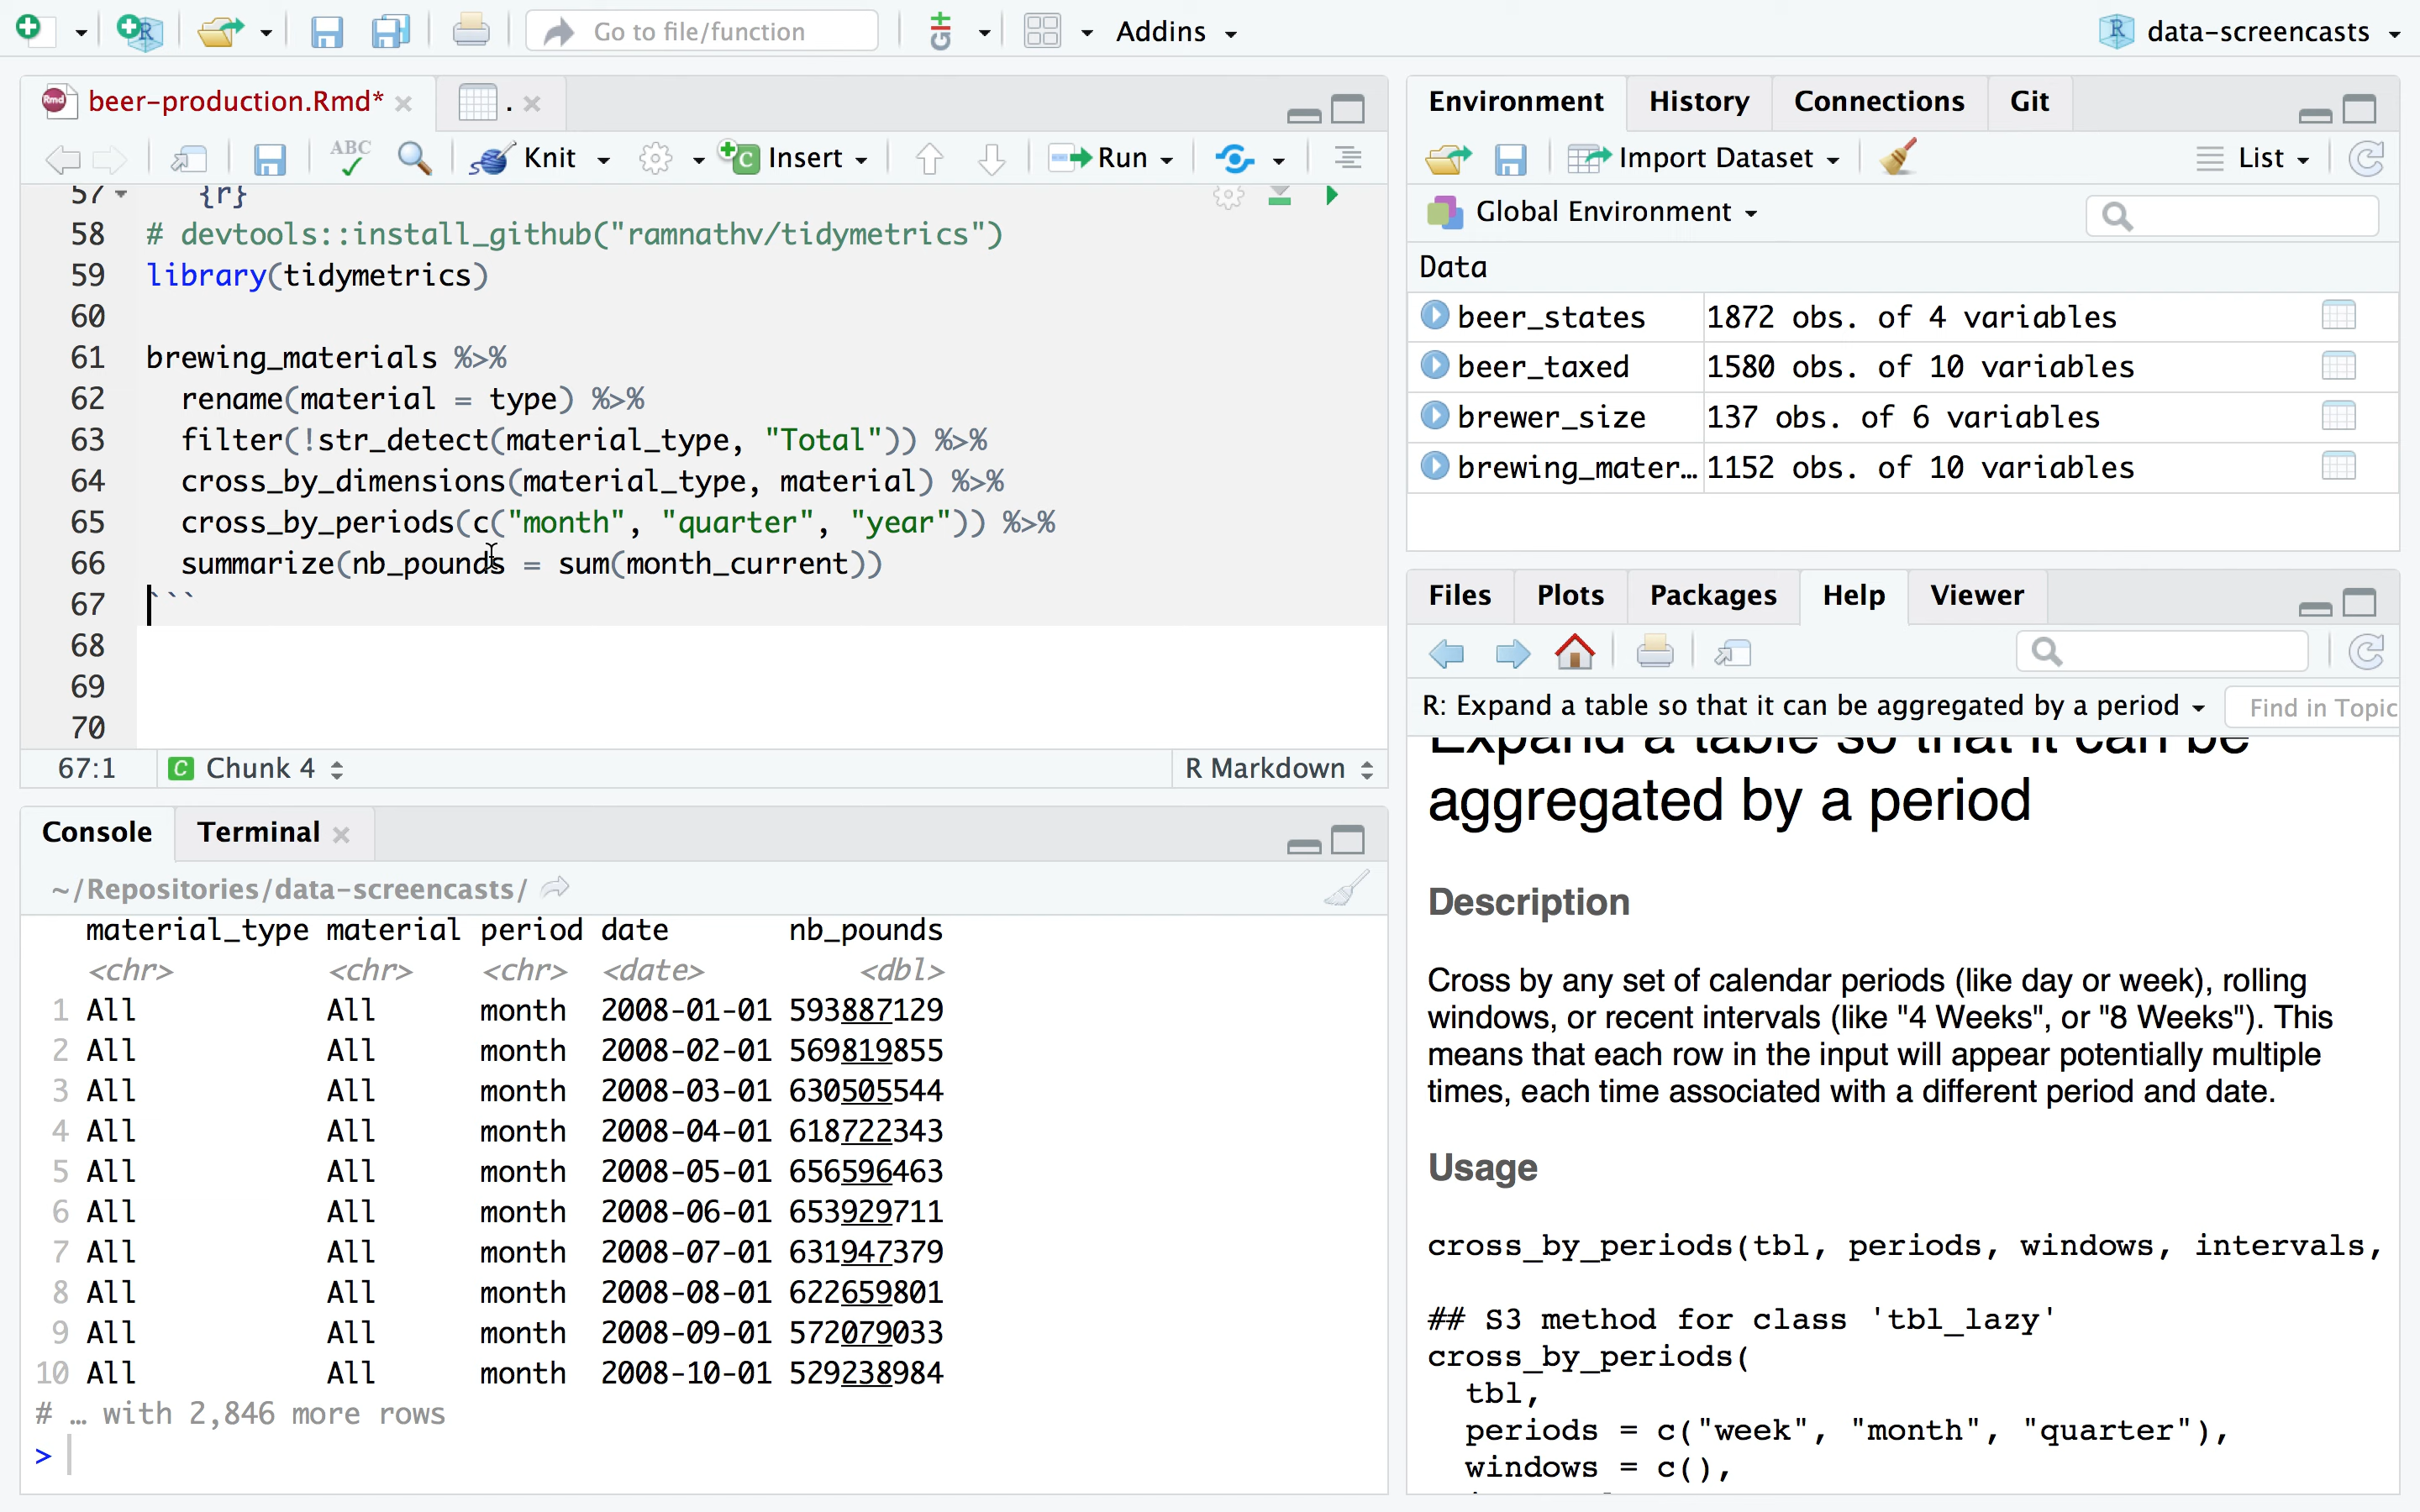 Go to file/function
Git
Addins
data-screencasts
beer-production.Rmd*
.
Knit
Insert
Run
57 {r}
58 # devtools::install_github("ramnathv/tidymetrics")
59 library(tidymetrics)
60
61 brewing_materials %>%
62 rename(material = type) %>%
63 filter(!str_detect(material_type, "Total")) %>%
64 cross_by_dimensions(material_type, material) %>%
65 cross_by_periods(c("month", "quarter", "year")) %>%
66 summarize(nb_pounds = sum(month_current))
67 ```
68
69
70
67:1 Chunk 4 R Markdown
Console Terminal
~/Repositories/data-screencasts/
material_type material period date nb_pounds
<chr> <chr> <chr> <date> <dbl>
1 All All month 2008-01-01 593887129
2 All All month 2008-02-01 569819855
3 All All month 2008-03-01 630505544
4 All All month 2008-04-01 618722343
5 All All month 2008-05-01 656596463
6 All All month 2008-06-01 653929711
7 All All month 2008-07-01 631947379
8 All All month 2008-08-01 622659801
9 All All month 2008-09-01 572079033
10 All All month 2008-10-01 529238984
# … with 2,846 more rows
>
Environment History Connections Git
Import Dataset List
Global Environment
Data
beer_states 1872 obs. of 4 variables
beer_taxed 1580 obs. of 10 variables
brewer_size 137 obs. of 6 variables
brewing_mater… 1152 obs. of 10 variables
Files Plots Packages Help Viewer
R: Expand a table so that it can be aggregated by a period Find in Topic
Expand a table so that it can be
aggregated by a period
Description
Cross by any set of calendar periods (like day or week), rolling
windows, or recent intervals (like "4 Weeks", or "8 Weeks"). This
means that each row in the input will appear potentially multiple
times, each time associated with a different period and date.
Usage
cross_by_periods(tbl, periods, windows, intervals,
## S3 method for class 'tbl_lazy'
cross_by_periods(
tbl,
periods = c("week", "month", "quarter"),
windows = c(),